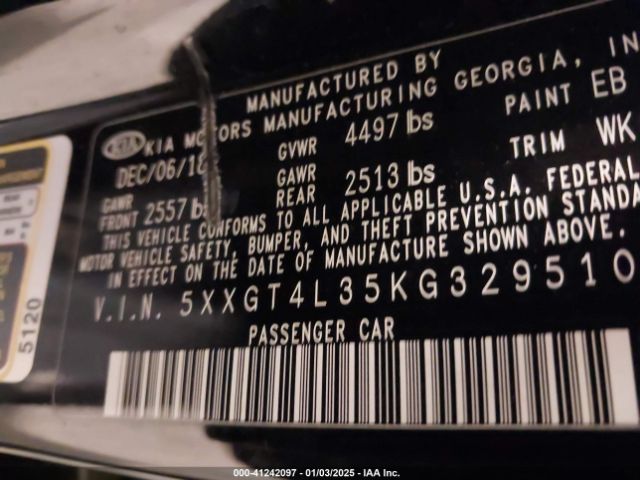 MANUFACTURED BY
KIA MOTORS MANUFACTURING GEORGIA, IN
DEC/06/18 GVWR 4497 lbs PAINT EB
GAWR FRONT 2557 lbs GAWR REAR 2513 lbs TRIM WK
THIS VEHICLE CONFORMS TO ALL APPLICABLE U.S.A. FEDERAL
MOTOR VEHICLE SAFETY, BUMPER, AND THEFT PREVENTION STANDA
IN EFFECT ON THE DATE OF MANUFACTURE SHOWN ABOVE.
V.I.N. 5XXGT4L35KG329510
PASSENGER CAR
5120
000-41242097 - 01/03/2025 - IAA Inc.